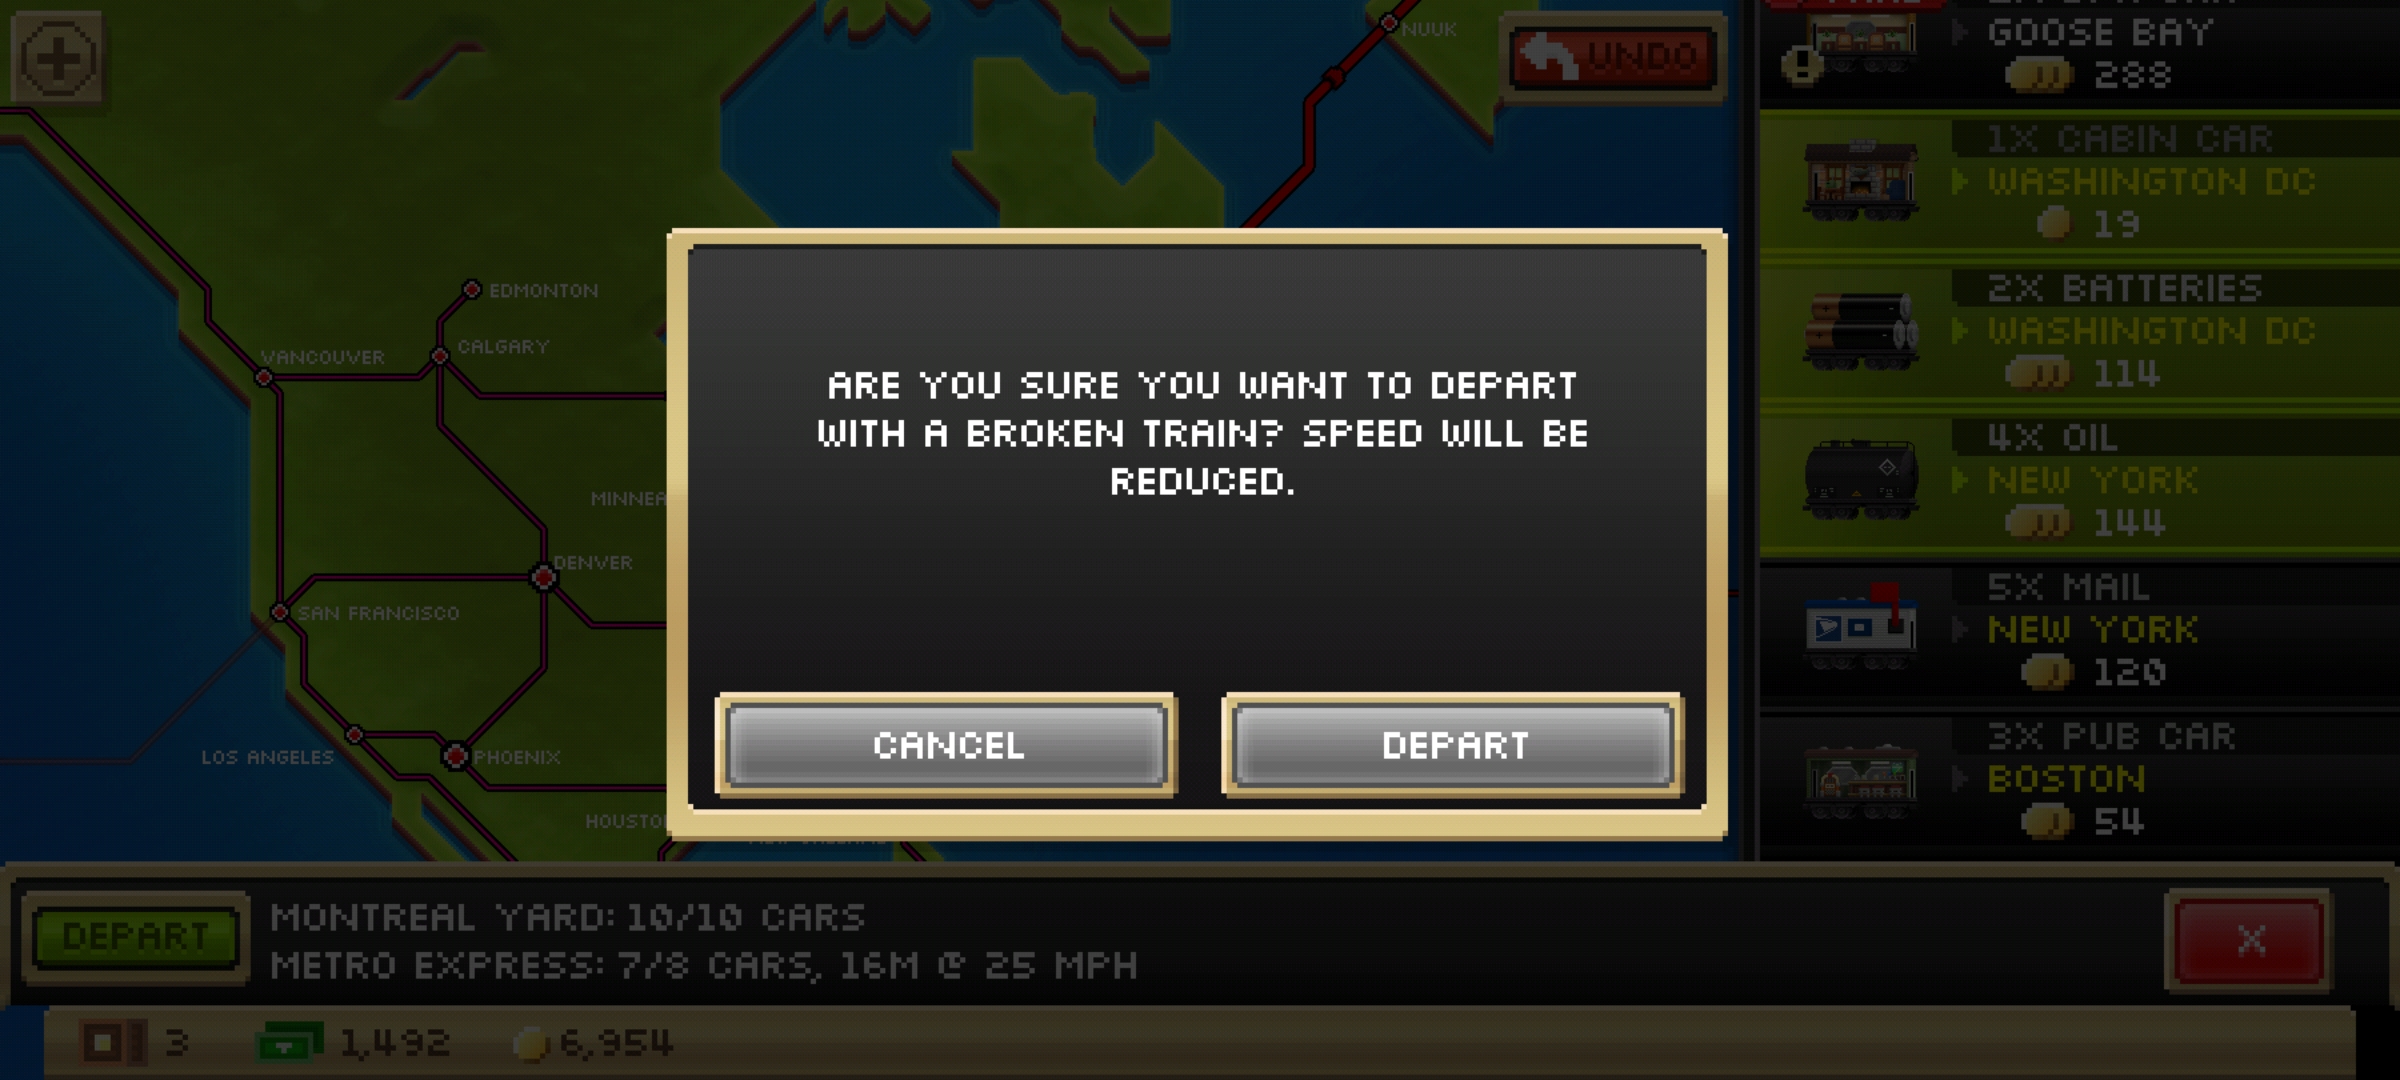 NUUK
UNDO
GOOSE BAY
288
1X CABIN CAR
WASHINGTON DC
19
2X BATTERIES
WASHINGTON DC
114
4X OIL
NEW YORK
144
5X MAIL
NEW YORK
120
3X PUB CAR
BOSTON
54
EDMONTON
VANCOUVER
CALGARY
MINNEA
DENVER
SAN FRANCISCO
LOS ANGELES
PHOENIX
HOUSTO
ARE YOU SURE YOU WANT TO DEPART
WITH A BROKEN TRAIN? SPEED WILL BE
REDUCED.
CANCEL
DEPART
DEPART
MONTREAL YARD: 10/10 CARS
METRO EXPRESS: 7/8 CARS, 16M @ 25 MPH
X
3
1,492
6,954